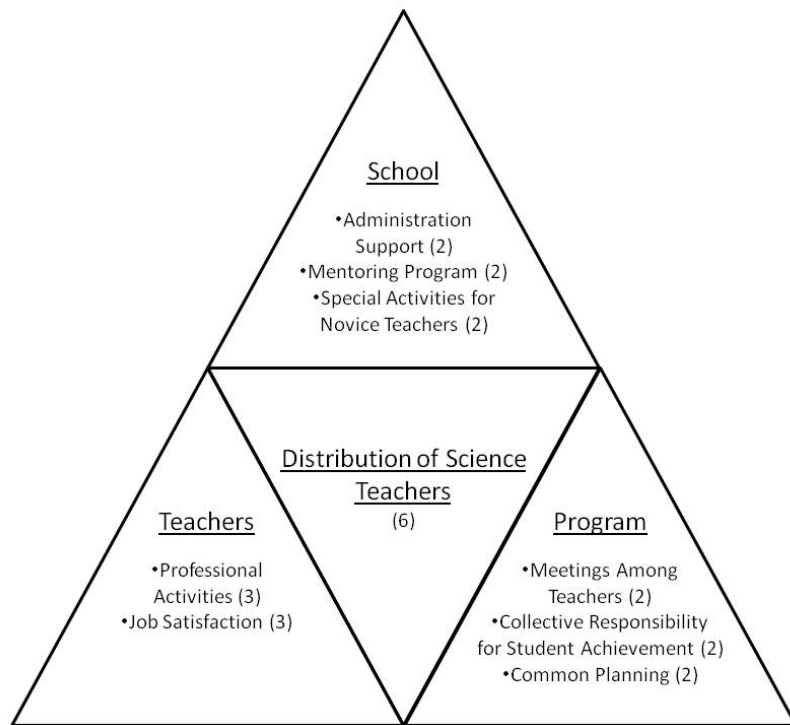 School
•Administration
Support (2)
•Mentoring Program (2)
•Special Activities for
Novice Teachers (2)
Distribution of Science
Teachers
(6)
Teachers
•Professional
Activities (3)
•Job Satisfaction (3)
Program
•Meetings Among
Teachers (2)
•Collective Responsibility
for Student Achievement (2)
•Common Planning (2)